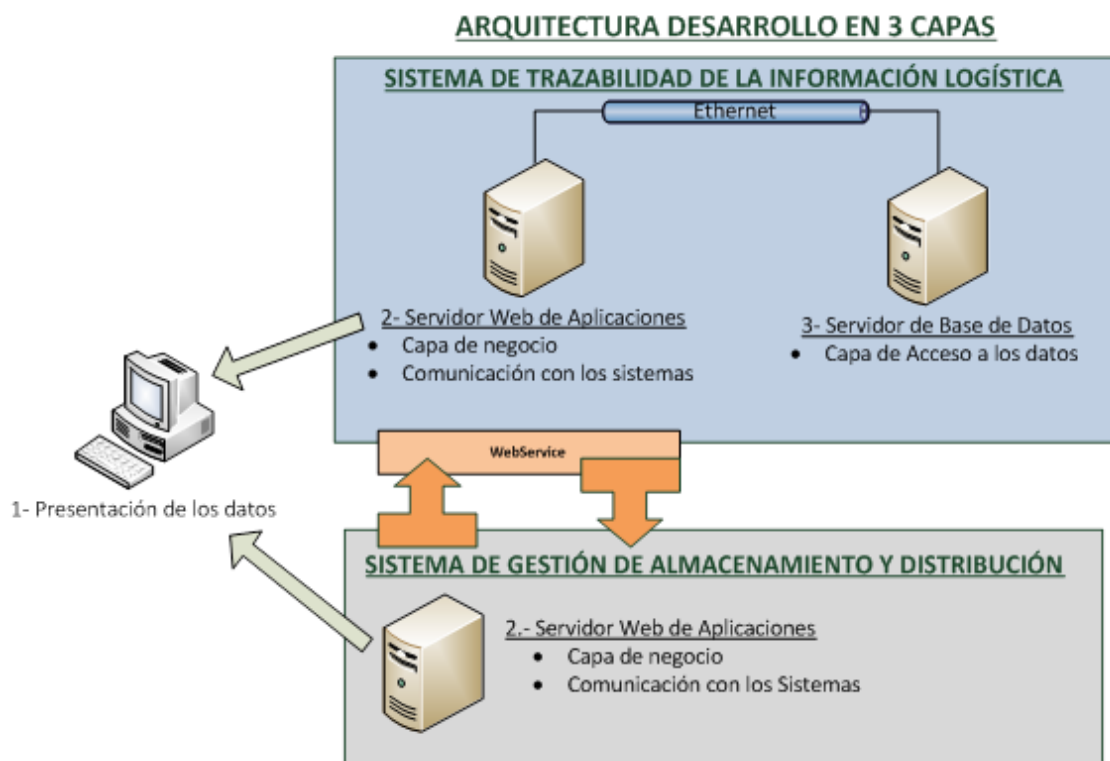 ARQUITECTURA DESARROLLO EN 3 CAPAS
SISTEMA DE TRAZABILIDAD DE LA INFORMACIÓN LOGÍSTICA
Ethernet
2- Servidor Web de Aplicaciones
• Capa de negocio
• Comunicación con los sistemas
3- Servidor de Base de Datos
• Capa de Acceso a los datos
WebService
1- Presentación de los datos
SISTEMA DE GESTIÓN DE ALMACENAMIENTO Y DISTRIBUCIÓN
2.- Servidor Web de Aplicaciones
• Capa de negocio
• Comunicación con los Sistemas